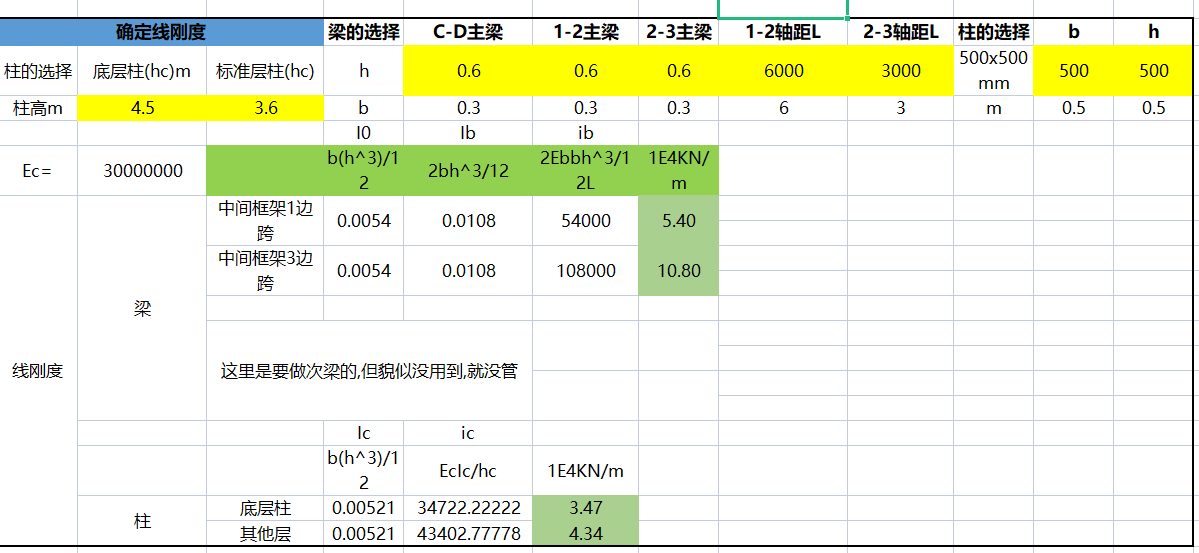 确定线刚度 梁的选择 C-D主梁 1-2主梁 2-3主梁 1-2轴距L 2-3轴距L 柱的选择 b h
柱的选择 底层柱(hc)m 标准层柱(hc) h 0.6 0.6 0.6 6000 3000 500x500 500 500
mm
柱高m 4.5 3.6 b 0.3 0.3 0.3 6 3 m 0.5 0.5
I0 Ib ib
Ec= 30000000 b(h^3)/1 2bh^3/12 2Ebbh^3/1 1E4KN/
2 2L m
中间框架1边 0.0054 0.0108 54000 5.40
跨
中间框架3边 0.0054 0.0108 108000 10.80
跨
梁
线刚度 这里是要做次梁的,但貌似没用到,就没管
Ic ic
b(h^3)/1 EcIc/hc 1E4KN/m
2
柱 底层柱 0.00521 34722.22222 3.47
其他层 0.00521 43402.77778 4.34